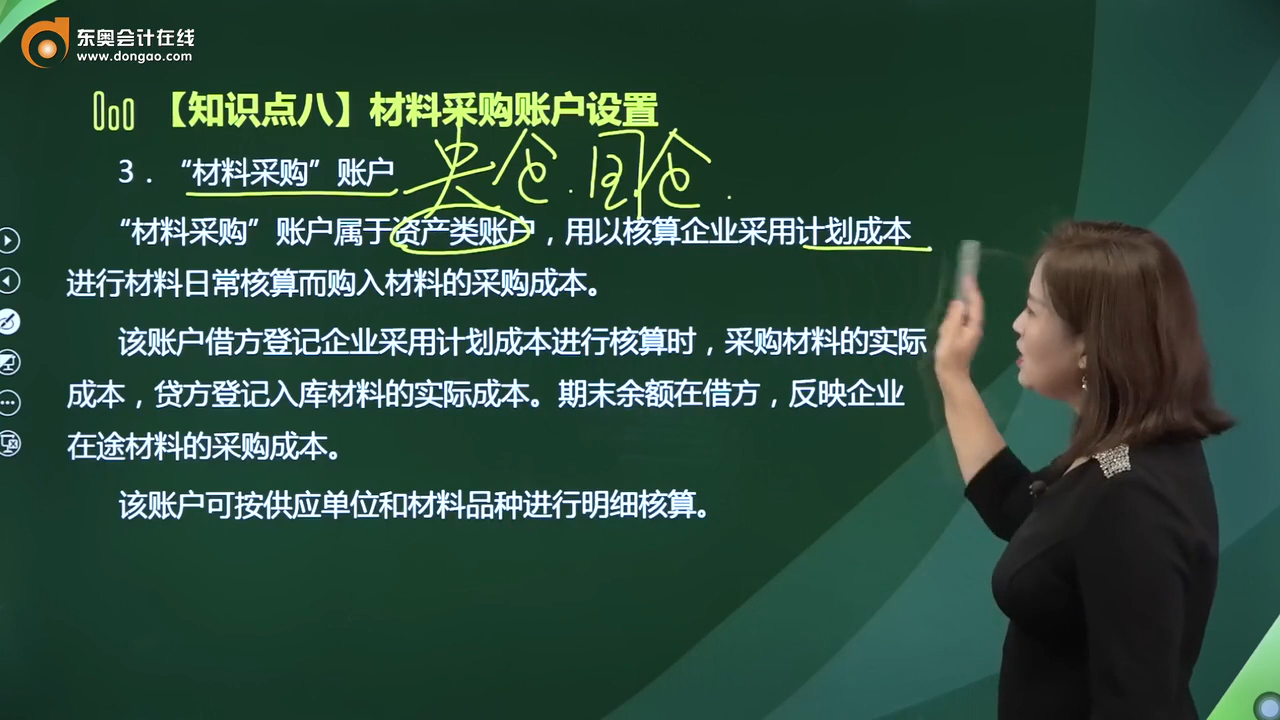 东奥会计在线
www.dongao.com
【知识点八】材料采购账户设置
3．“材料采购”账户
“材料采购”账户属于资产类账户，用以核算企业采用计划成本
进行材料日常核算而购入材料的采购成本。
该账户借方登记企业采用计划成本进行核算时，采购材料的实际
成本，贷方登记入库材料的实际成本。期末余额在借方，反映企业
在途材料的采购成本。
该账户可按供应单位和材料品种进行明细核算。